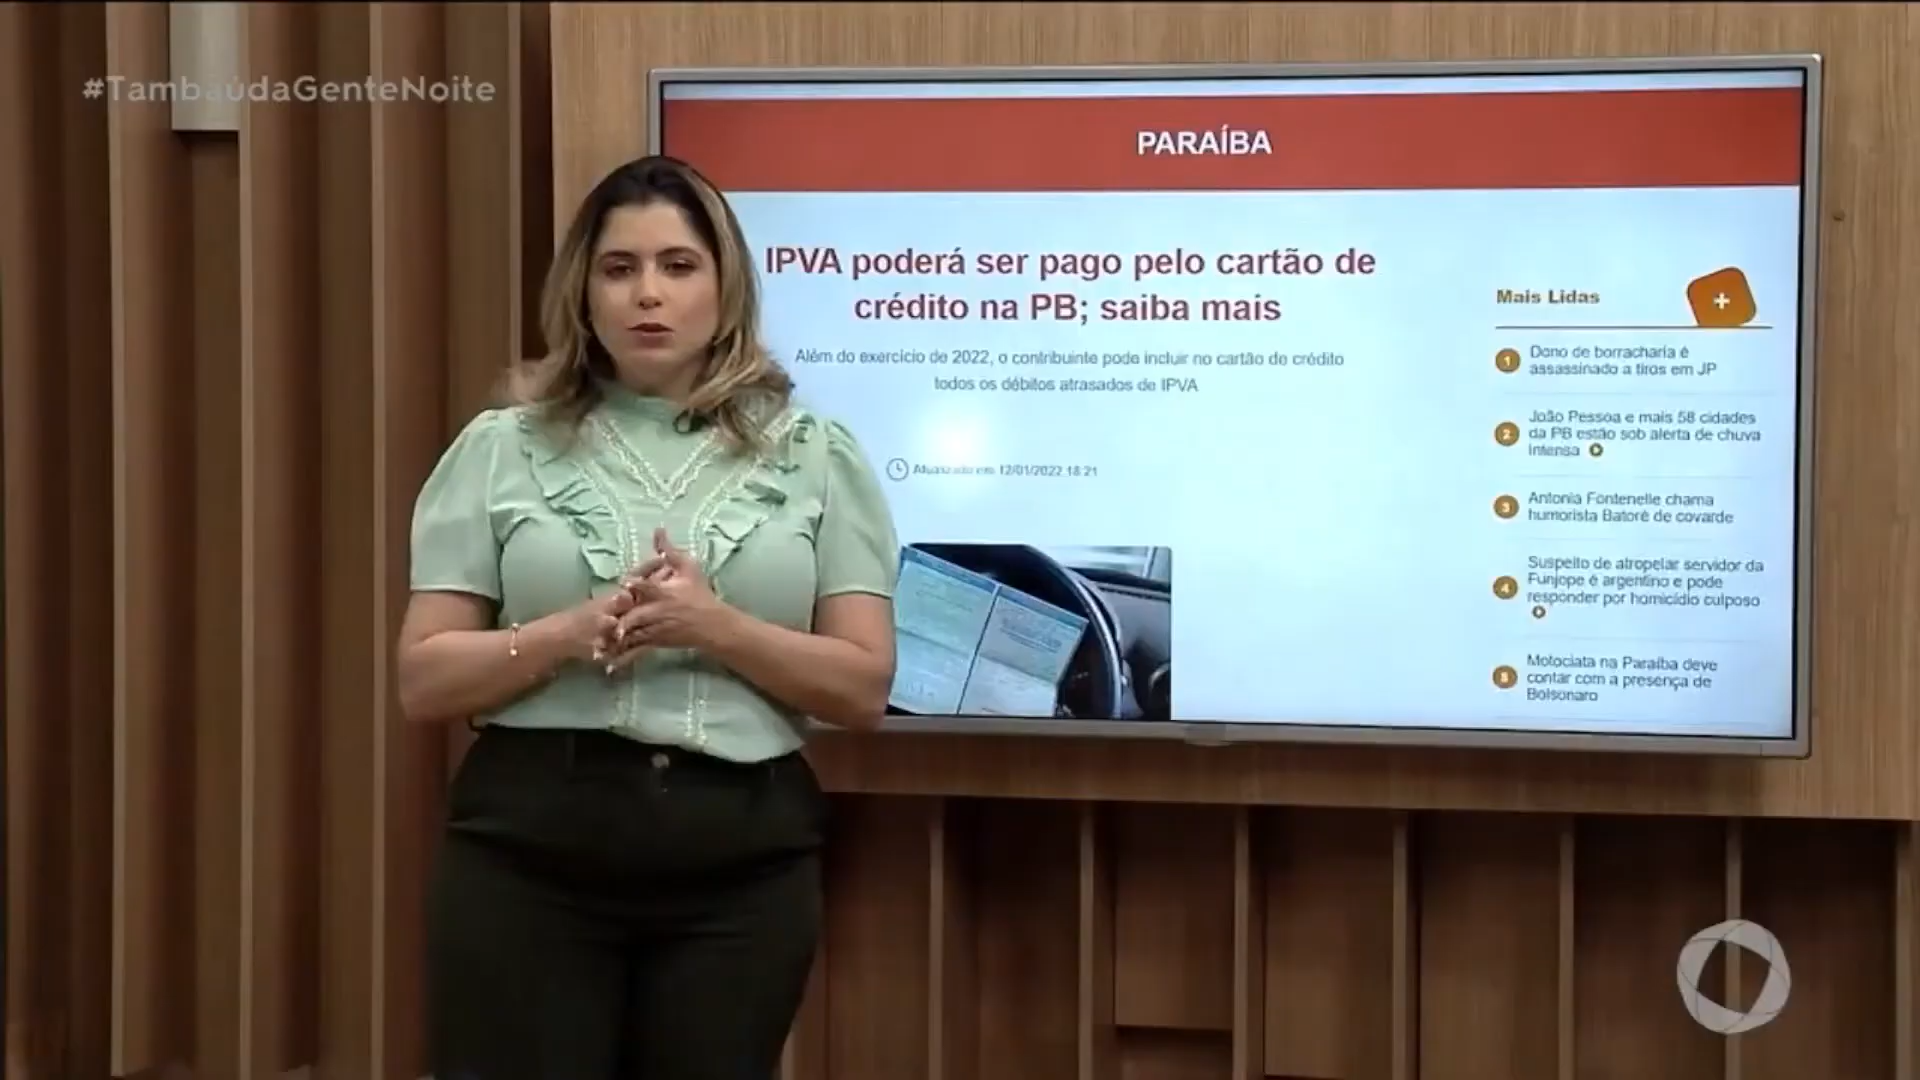 #TambaúdaGenteNoite
PARAÍBA
IPVA poderá ser pago pelo cartão de
crédito na PB; saiba mais
Além do exercício de 2022, o contribuinte pode incluir no cartão de crédito
todos os débitos atrasados de IPVA
Atualizado em 12/01/2022 18:21
Mais Lidas
+
1 Dono de borracharia é
assassinado a tiros em JP
2 João Pessoa e mais 58 cidades
da PB estão sob alerta de chuva
intensa
3 Antonia Fontenelle chama
humorista Batoré de covarde
4 Suspeito de atropelar servidor da
Funjope é argentino e pode
responder por homicídio culposo
5 Motociata na Paraíba deve
contar com a presença de
Bolsonaro